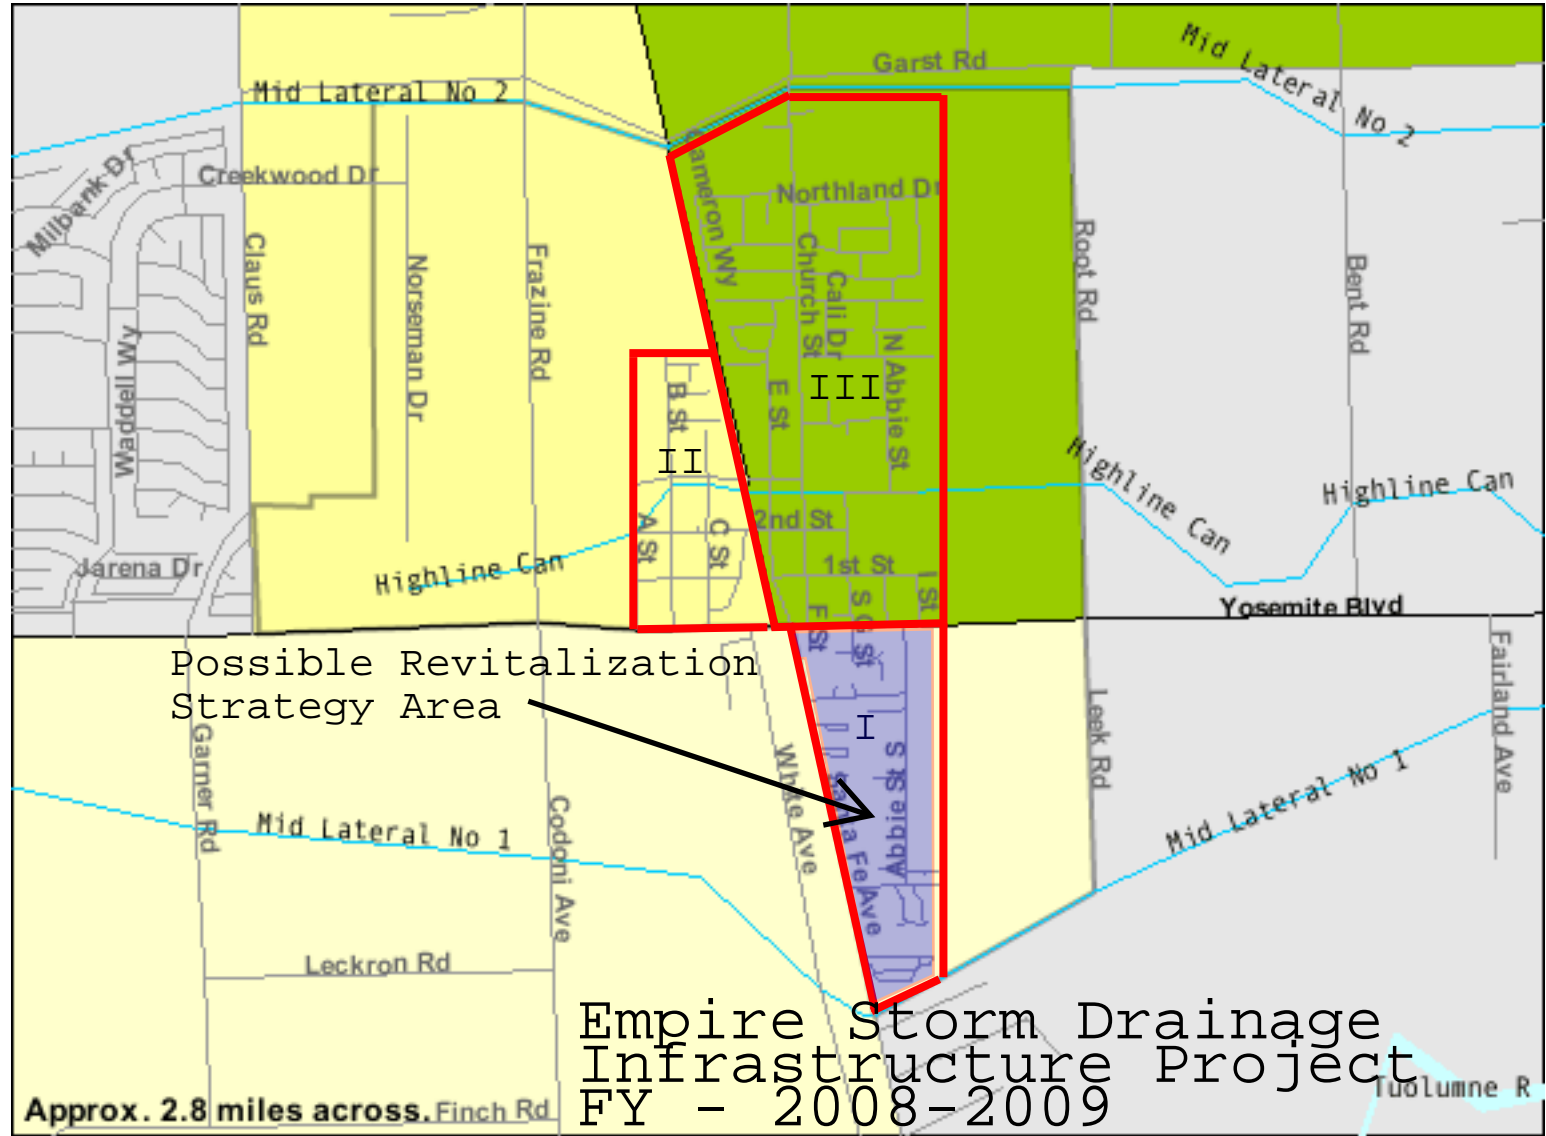 Mid Lateral No 2
Garst Rd
Mid Lateral No 2
Millbank Dr
Creekwood Dr
Cameron Wy
Northland Dr
Claus Rd
Norseman Dr
Frazine Rd
Church St
Cali Dr
Root Rd
Bent Rd
Waddell Wy
B St
E St
III
N Abbie St
II
Highline Can
Highline Can
A St
C St
2nd St
Jarena Dr
Highline Can
1st St
I St
F St
S G St
Yosemite Blvd
Possible Revitalization
Strategy Area
I
Fairland Ave
Garner Rd
White Ave
Santa Fe Ave
Abbie St S
Leek Rd
Mid Lateral No 1
Mid Lateral No 1
Codoni Ave
Leckron Rd
Empire Storm Drainage
Infrastructure Project
FY - 2008-2009
Tuolumne R
Approx. 2.8 miles across.
Finch Rd